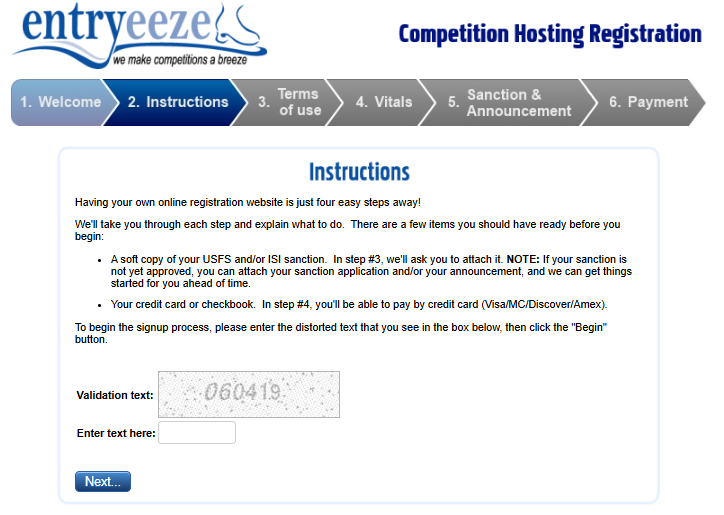 entryeeze
we make competitions a breeze
Competition Hosting Registration
1. Welcome
2. Instructions
3. Terms
of use
4. Vitals
5. Sanction &
Announcement
6. Payment
Instructions
Having your own online registration website is just four easy steps away!
We'll take you through each step and explain what to do. There are a few items you should have ready before you
begin:
• A soft copy of your USFS and/or ISI sanction. In step #3, we'll ask you to attach it. NOTE: If your sanction is
not yet approved, you can attach your sanction application and/or your announcement, and we can get things
started for you ahead of time.
• Your credit card or checkbook. In step #4, you'll be able to pay by credit card (Visa/MC/Discover/Amex).
To begin the signup process, please enter the distorted text that you see in the box below, then click the "Begin"
button.
Validation text: 060419
Enter text here:
Next...